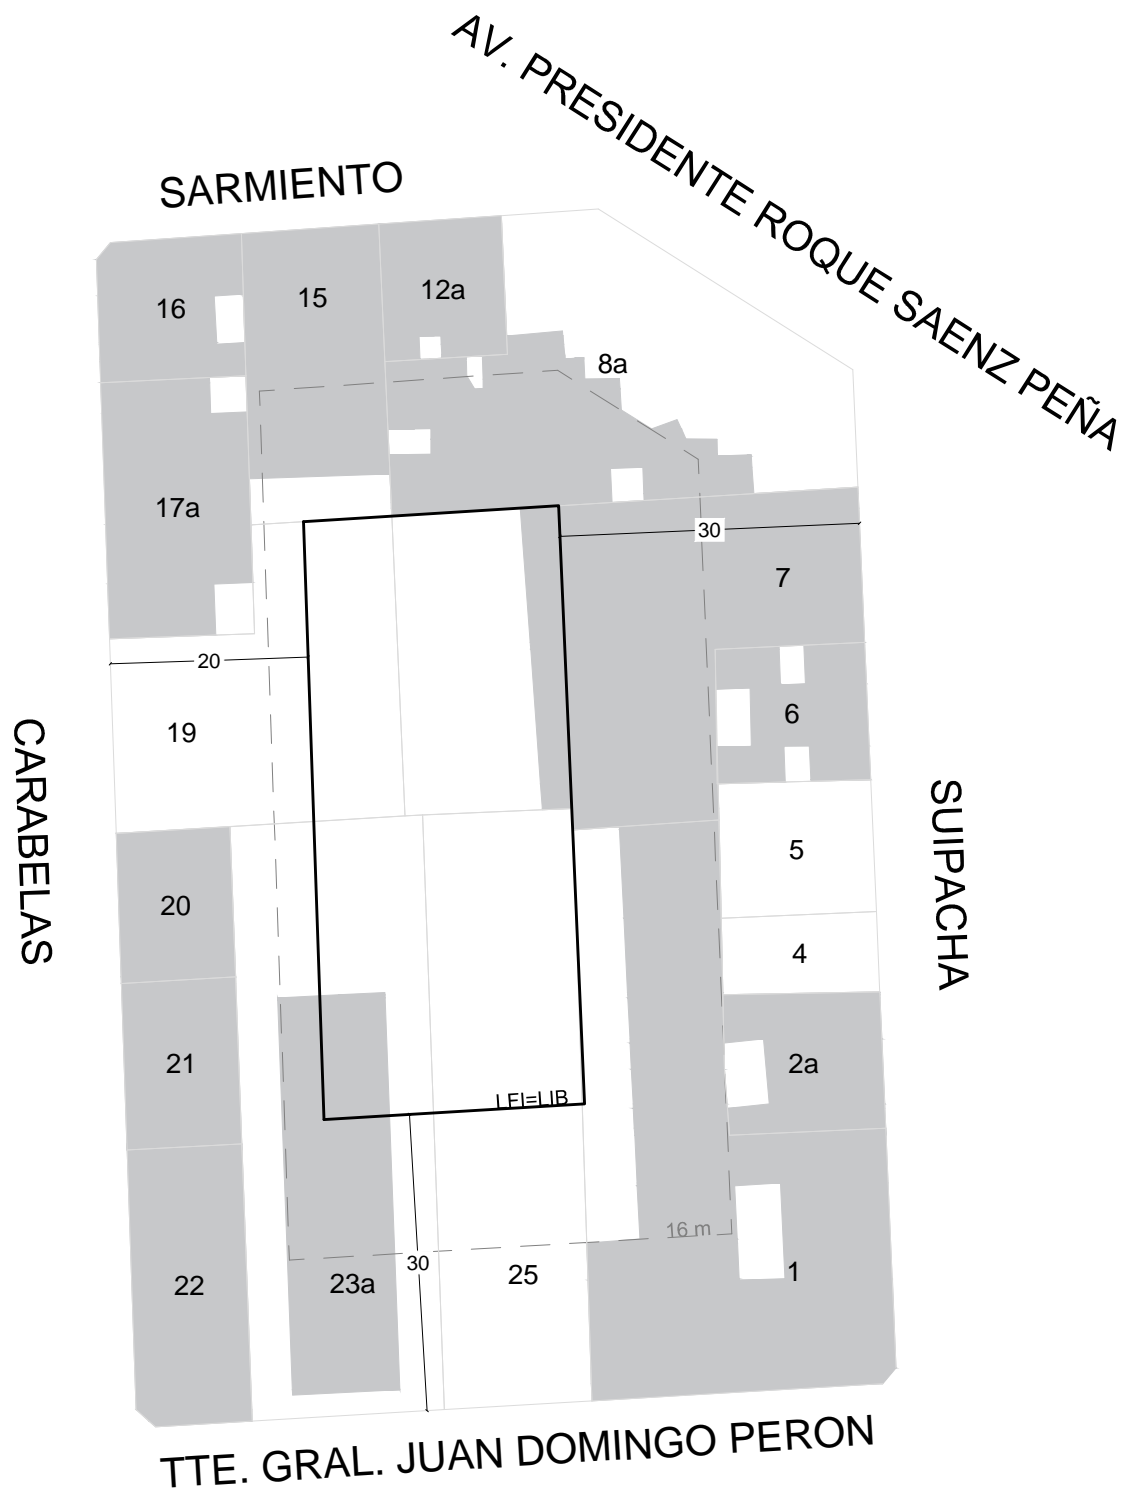 AV. PRESIDENTE ROQUE SAENZ PEÑA
SARMIENTO
16
15
12a
8a
17a
30
7
20
19
6
CARABELAS
SUIPACHA
5
20
4
21
2a
LFI=LIB
16 m
30
25
1
22
23a
TTE. GRAL. JUAN DOMINGO PERON